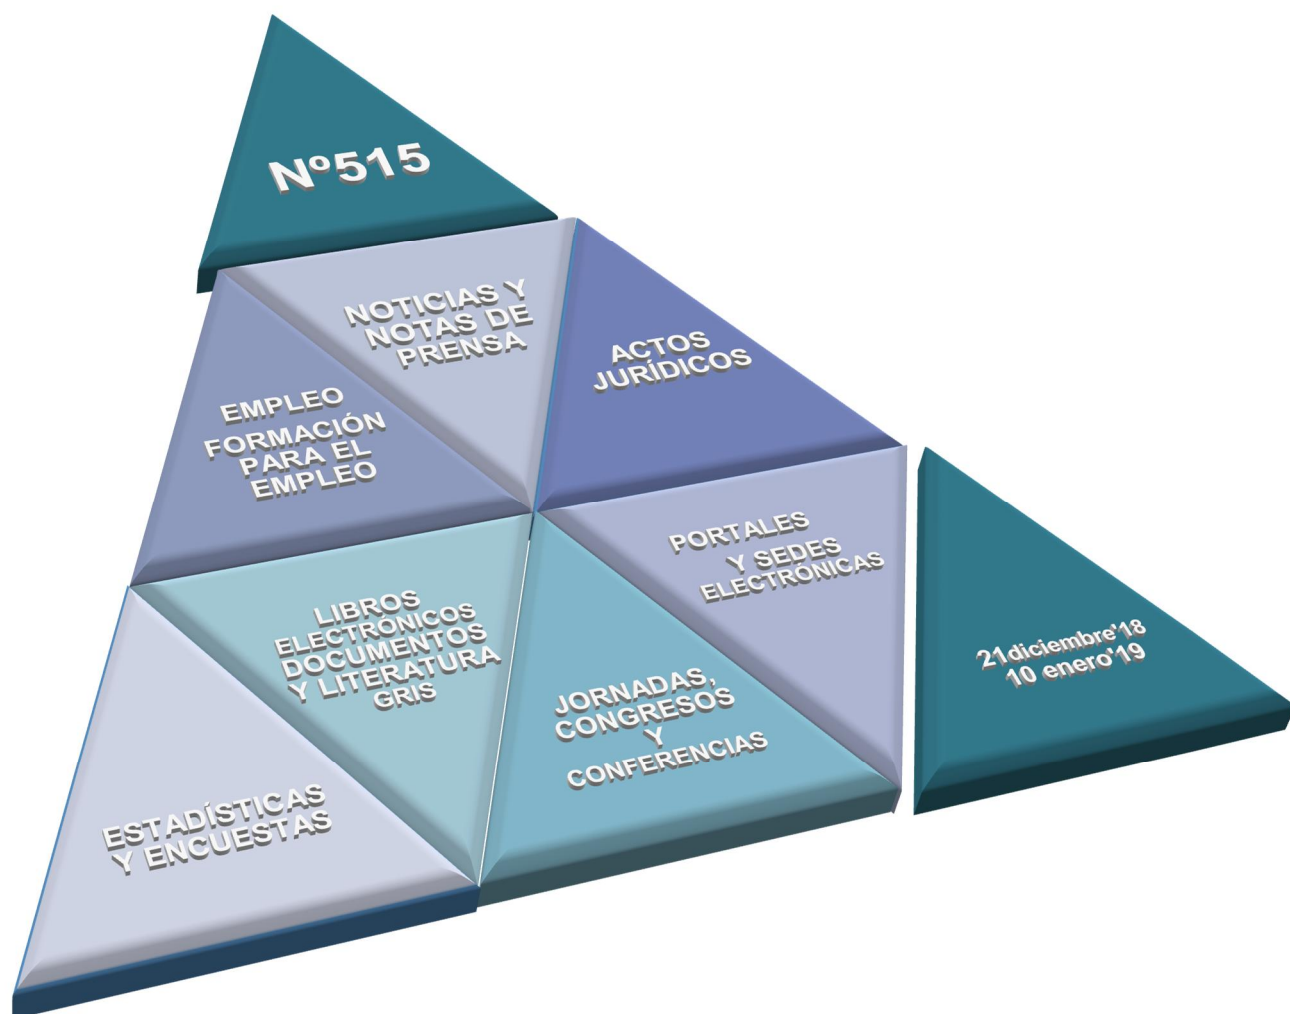 Nº515
NOTICIAS Y
NOTAS DE
PRENSA
ACTOS
JURÍDICOS
EMPLEO
FORMACIÓN
PARA EL
EMPLEO
PORTALES
Y SEDES
ELECTRÓNICAS
LIBROS
ELECTRÓNICOS
DOCUMENTOS
Y LITERATURA
GRIS
21diciembre'18
10 enero'19
JORNADAS,
CONGRESOS
Y
CONFERENCIAS
ESTADÍSTICAS
Y ENCUESTAS